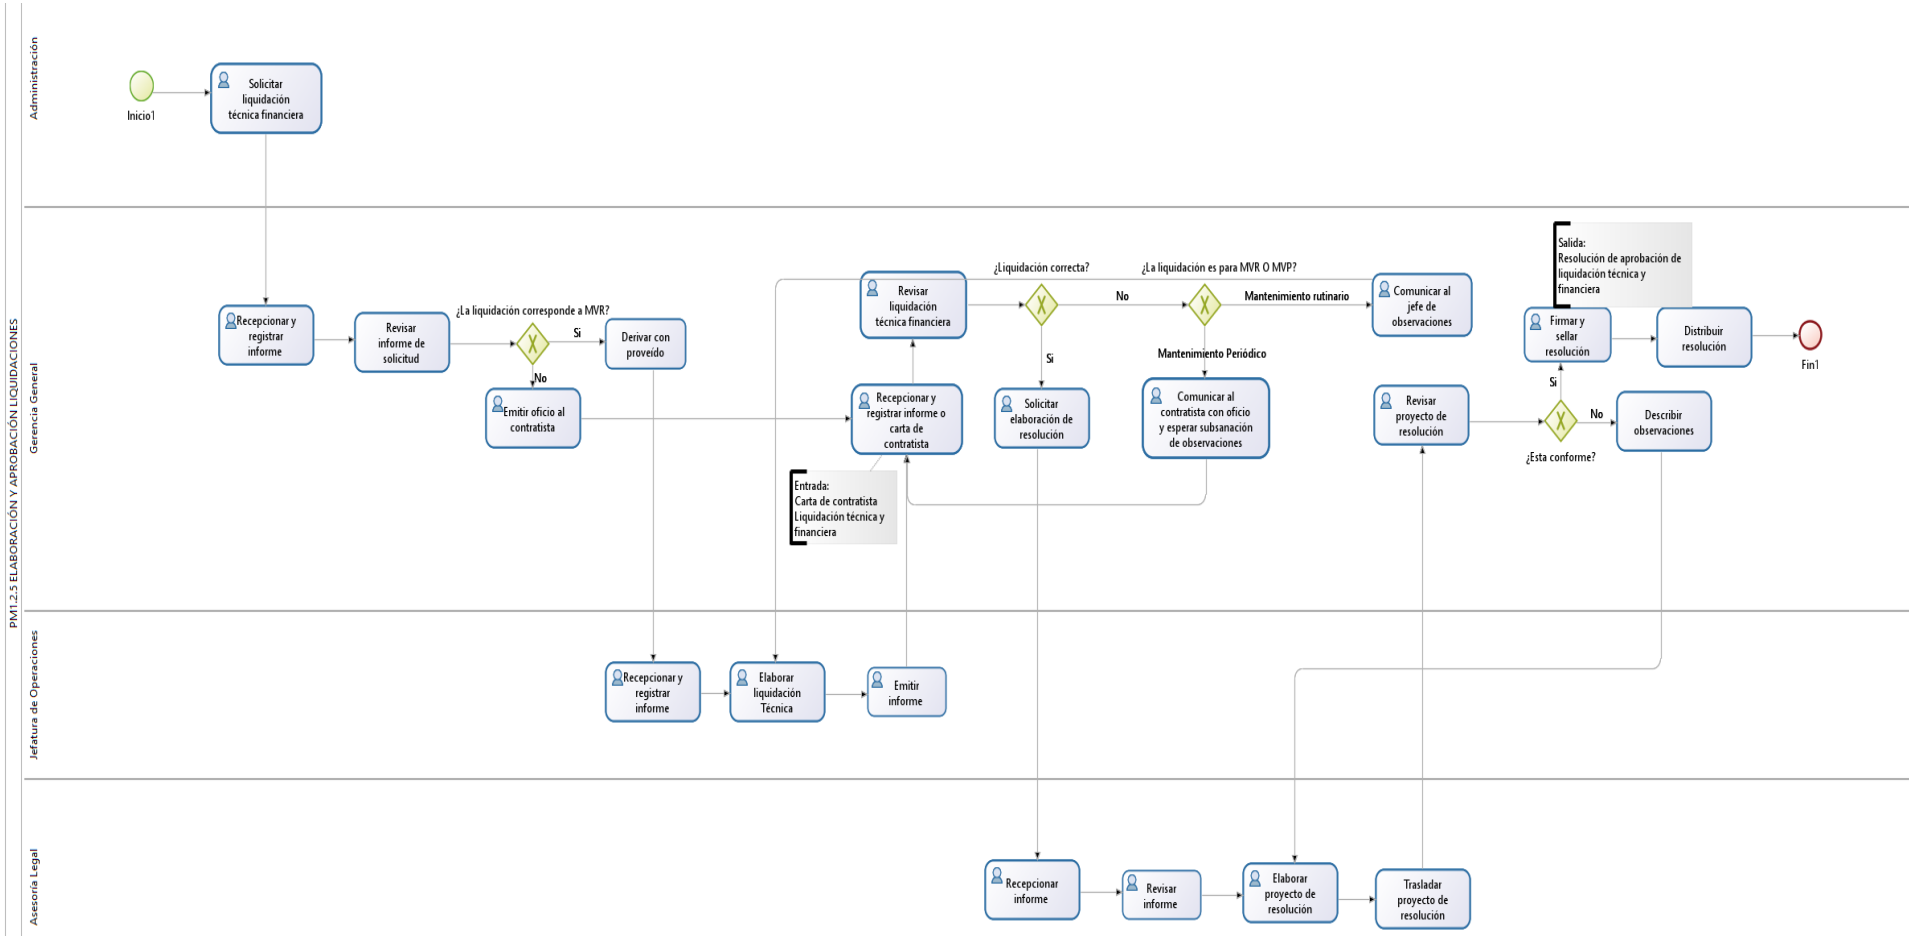 PM1.2.5 ELABORACIÓN Y APROBACIÓN LIQUIDACIONES
Administración
Inicio1
Solicitar
liquidación
técnica financiera
Gerencia General
Recepcionar y
registrar
informe
Revisar
informe de
solicitud
¿La liquidación corresponde a MVR?
Si
No
Derivar con
proveído
Emitir oficio al
contratista
Revisar
liquidación
técnica financiera
Recepcionar y
registrar informe o
carta de
contratista
Entrada:
Carta de contratista
Liquidación técnica y
financiera
¿Liquidación correcta?
No
Si
Solicitar
elaboración de
resolución
¿La liquidación es para MVR O MVP?
Mantenimiento rutinario
Mantenimiento Periódico
Comunicar al
contratista con oficio
y esperar subsanación
de observaciones
Comunicar al
jefe de
observaciones
Revisar
proyecto de
resolución
¿Esta conforme?
Si
No
Describir
observaciones
Firmar y
sellar
resolución
Salida:
Resolución de aprobación de
liquidación técnica y
financiera
Distribuir
resolución
Fin1
Jefatura de Operaciones
Recepcionar y
registrar
informe
Elaborar
liquidación
Técnica
Emitir
informe
Asesoría Legal
Recepcionar
informe
Revisar
informe
Elaborar
proyecto de
resolución
Trasladar
proyecto de
resolución